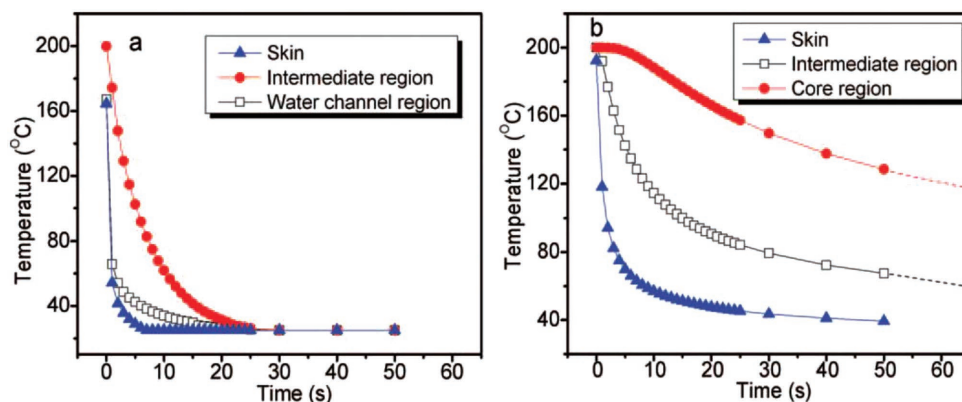 a
Skin
Intermediate region
Water channel region
200
160
120
80
40
Temperature (°C)
0 10 20 30 40 50 60
Time (s)
b
Skin
Intermediate region
Core region
200
160
120
80
40
Temperature (°C)
0 10 20 30 40 50 60
Time (s)